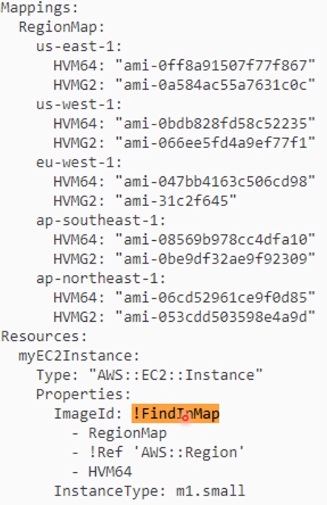 Mappings:
  RegionMap:
    us-east-1:
      HVM64: "ami-0ff8a91507f77f867"
      HVMG2: "ami-0a584ac55a7631c0c"
    us-west-1:
      HVM64: "ami-0bdb828fd58c52235"
      HVMG2: "ami-066ee5fd4a9ef77f1"
    eu-west-1:
      HVM64: "ami-047bb4163c506cd98"
      HVMG2: "ami-31c2f645"
    ap-southeast-1:
      HVM64: "ami-08569b978cc4dfa10"
      HVMG2: "ami-0be9df32ae9f92309"
    ap-northeast-1:
      HVM64: "ami-06cd52961ce9f0d85"
      HVMG2: "ami-053cdd503598e4a9d"
Resources:
  myEC2Instance:
    Type: "AWS::EC2::Instance"
    Properties:
      ImageId: !FindInMap
        - RegionMap
        - !Ref 'AWS::Region'
        - HVM64
      InstanceType: m1.small